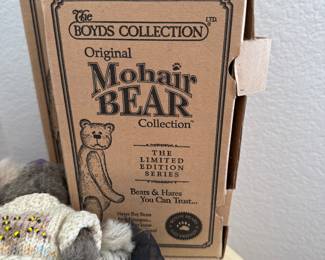 The
BOYDS COLLECTION LTD.
Original
Mohair
BEAR
Collection
THE
LIMITED
EDITION
SERIES
Bears & Hares
You Can Trust...